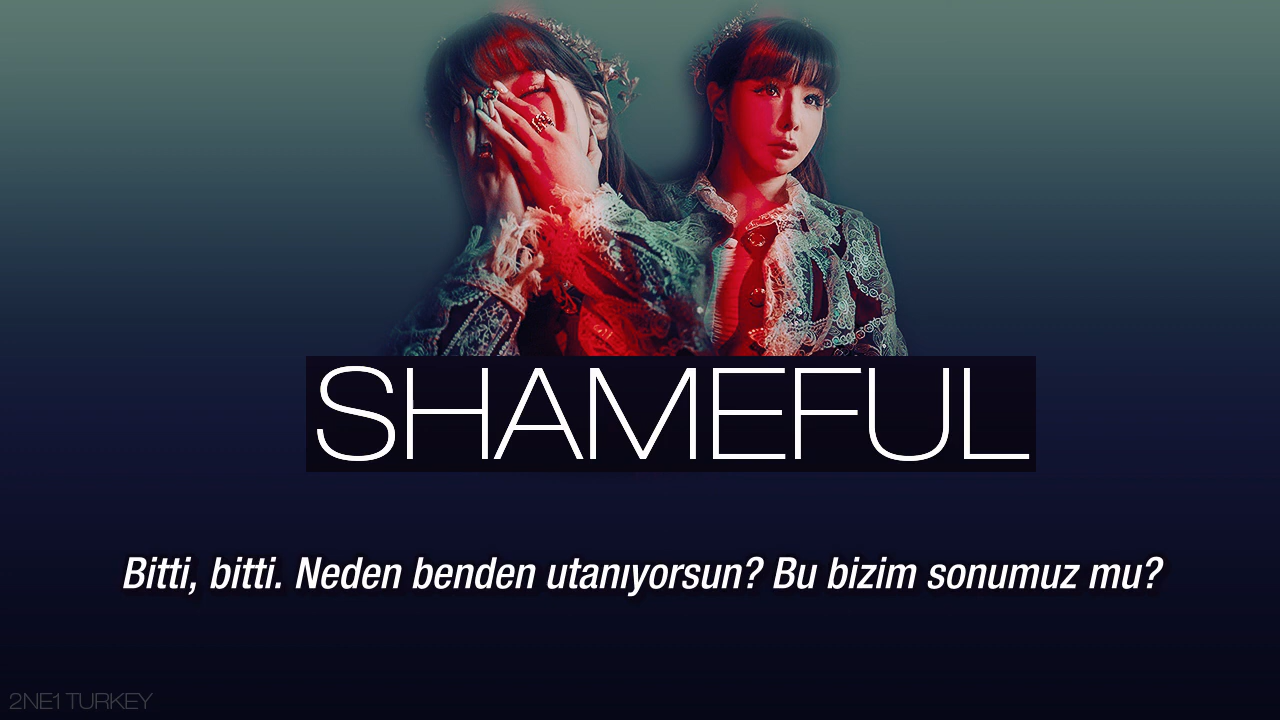 SHAMEFUL
Bitti, bitti. Neden benden utanıyorsun? Bu bizim sonumuz mu?
2NE1 TURKEY